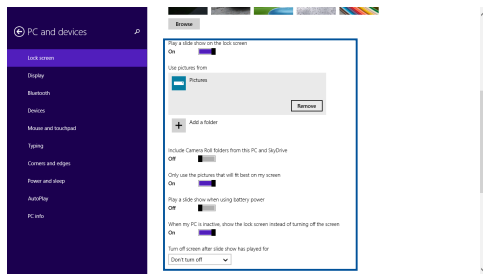 PC and devices
Lock screen
Display
Bluetooth
Devices
Mouse and touchpad
Typing
Corners and edges
Power and sleep
AutoPlay
PC info
Browse
Play a slide show on the lock screen
On
Use pictures from
Pictures
Remove
Add a folder
Include Camera Roll folders from this PC and SkyDrive
Off
Only use the pictures that will fit best on my screen
On
Play a slide show when using battery power
Off
When my PC is inactive, show the lock screen instead of turning off the screen
On
Turn off screen after slide show has played for
Don't turn off